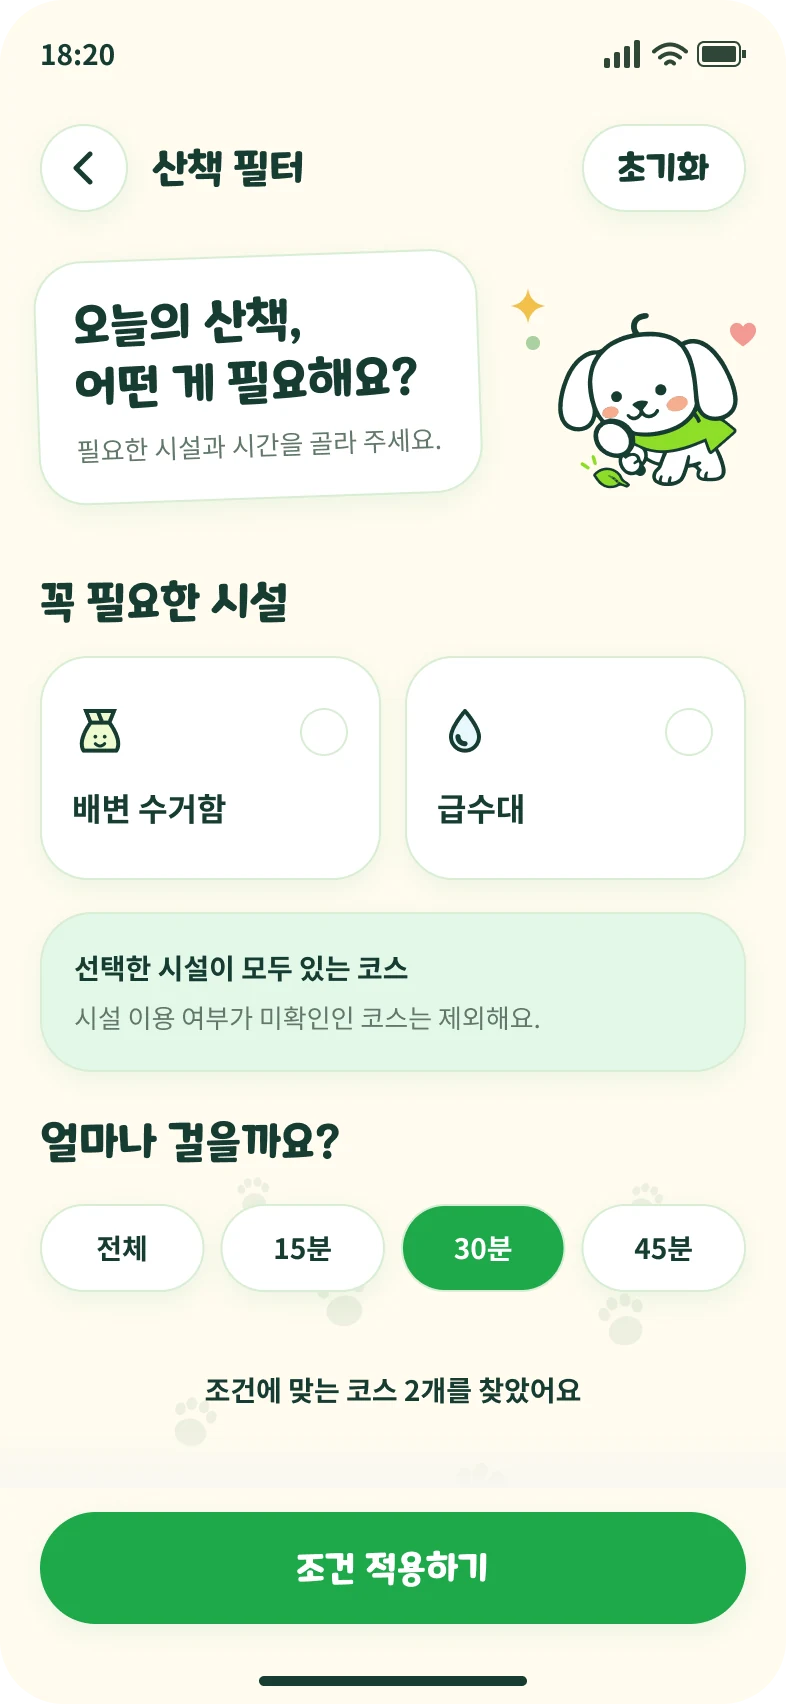 18:20
산책 필터
초기화
오늘의 산책,
어떤 게 필요해요?
필요한 시설과 시간을 골라 주세요.
꼭 필요한 시설
배변 수거함
급수대
선택한 시설이 모두 있는 코스
시설 이용 여부가 미확인인 코스는 제외해요.
얼마나 걸을까요?
전체
15분
30분
45분
조건에 맞는 코스 2개를 찾았어요
조건 적용하기